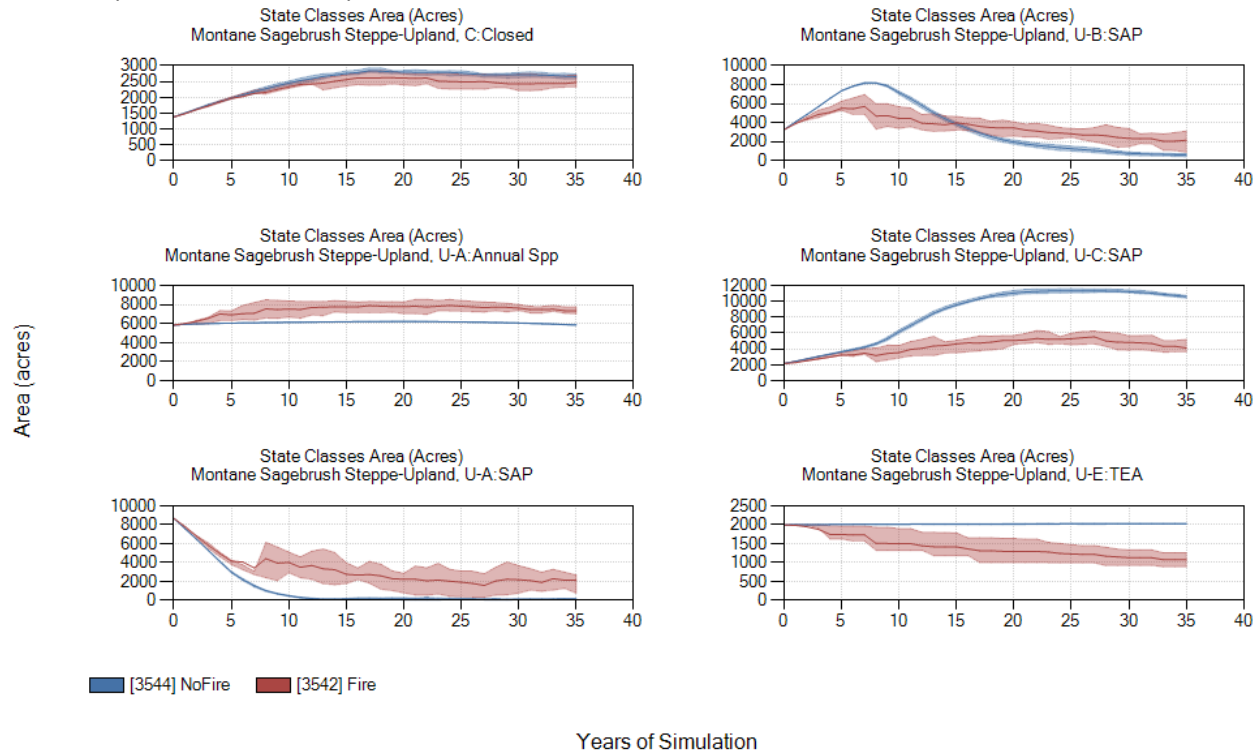 State Classes Area (Acres)
Montane Sagebrush Steppe-Upland, C:Closed
3000
2500
2000
1500
1000
500
0
0 5 10 15 20 25 30 35 40
State Classes Area (Acres)
Montane Sagebrush Steppe-Upland, U-B:SAP
10000
8000
6000
4000
2000
0
0 5 10 15 20 25 30 35 40
State Classes Area (Acres)
Montane Sagebrush Steppe-Upland, U-A:Annual Spp
10000
8000
6000
4000
2000
0
0 5 10 15 20 25 30 35 40
State Classes Area (Acres)
Montane Sagebrush Steppe-Upland, U-C:SAP
12000
10000
8000
6000
4000
2000
0
0 5 10 15 20 25 30 35 40
Area (acres)
State Classes Area (Acres)
Montane Sagebrush Steppe-Upland, U-A:SAP
10000
8000
6000
4000
2000
0
0 5 10 15 20 25 30 35 40
State Classes Area (Acres)
Montane Sagebrush Steppe-Upland, U-E:TEA
2500
2000
1500
1000
500
0
0 5 10 15 20 25 30 35 40
[3544] NoFire [3542] Fire
Years of Simulation